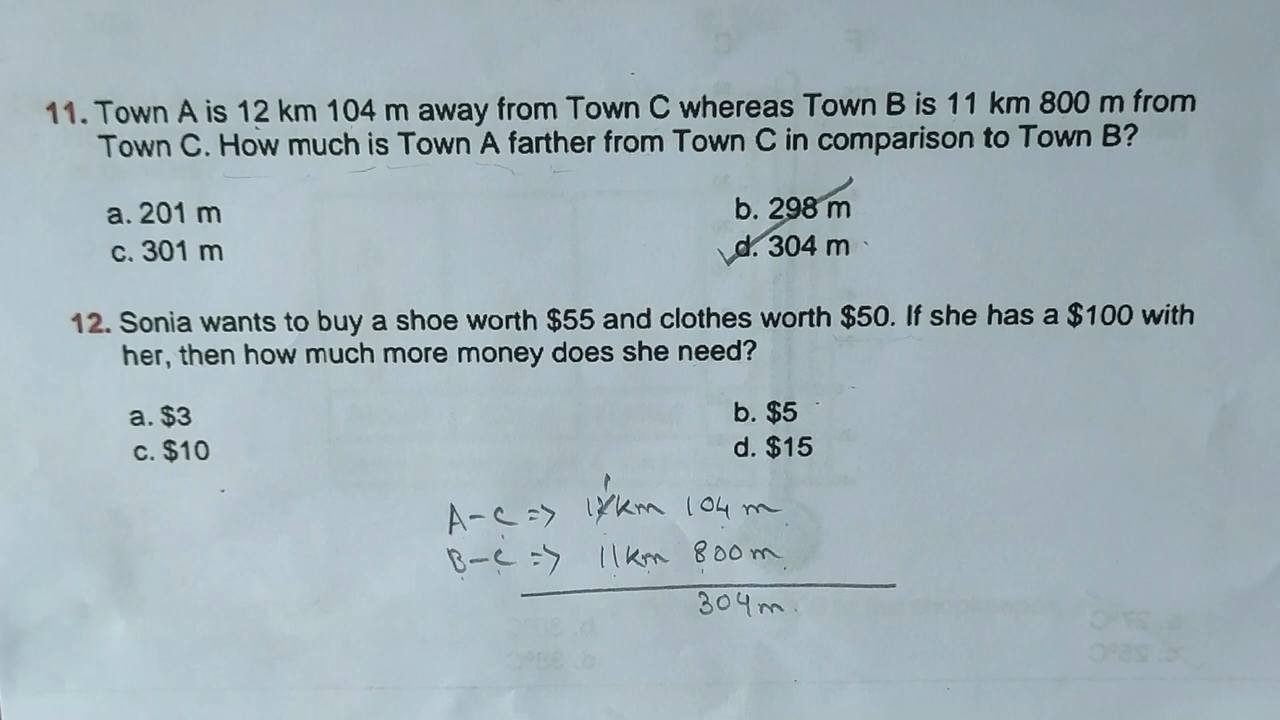 11. Town A is 12 km 104 m away from Town C whereas Town B is 11 km 800 m from
Town C. How much is Town A farther from Town C in comparison to Town B?
a. 201 m b. 298 m
c. 301 m d. 304 m
12. Sonia wants to buy a shoe worth $55 and clothes worth $50. If she has a $100 with
her, then how much more money does she need?
a. $3 b. $5
c. $10 d. $15
1
A-C => 12km 104 m
B-C => 11km 800m
304m.